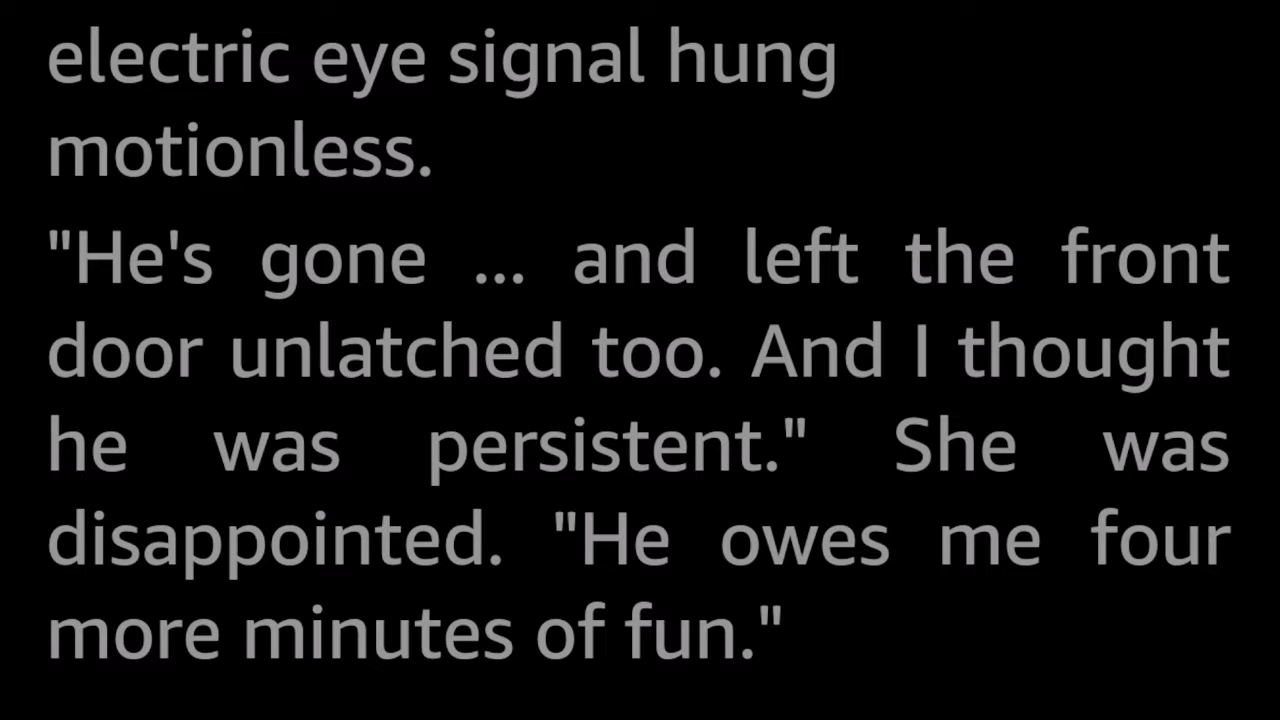 electric eye signal hung
motionless.
"He's gone ... and left the front
door unlatched too. And I thought
he was persistent." She was
disappointed. "He owes me four
more minutes of fun."